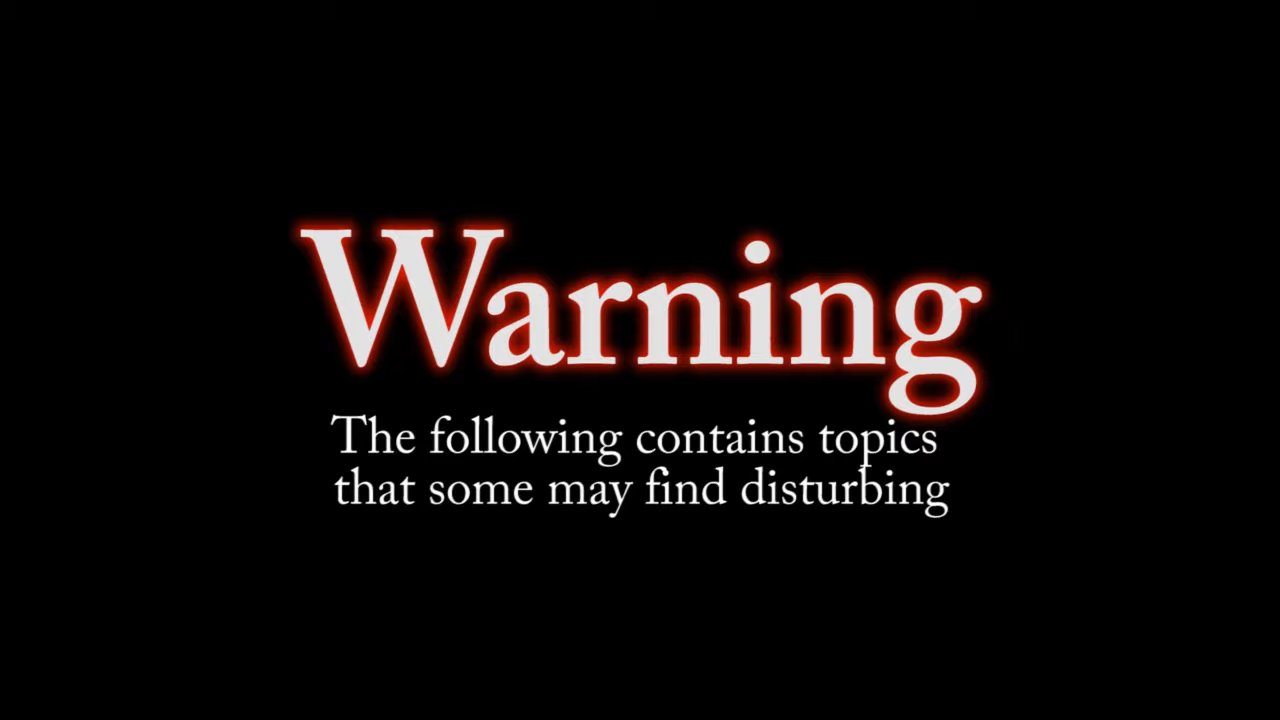 Warning
The following contains topics
that some may find disturbing